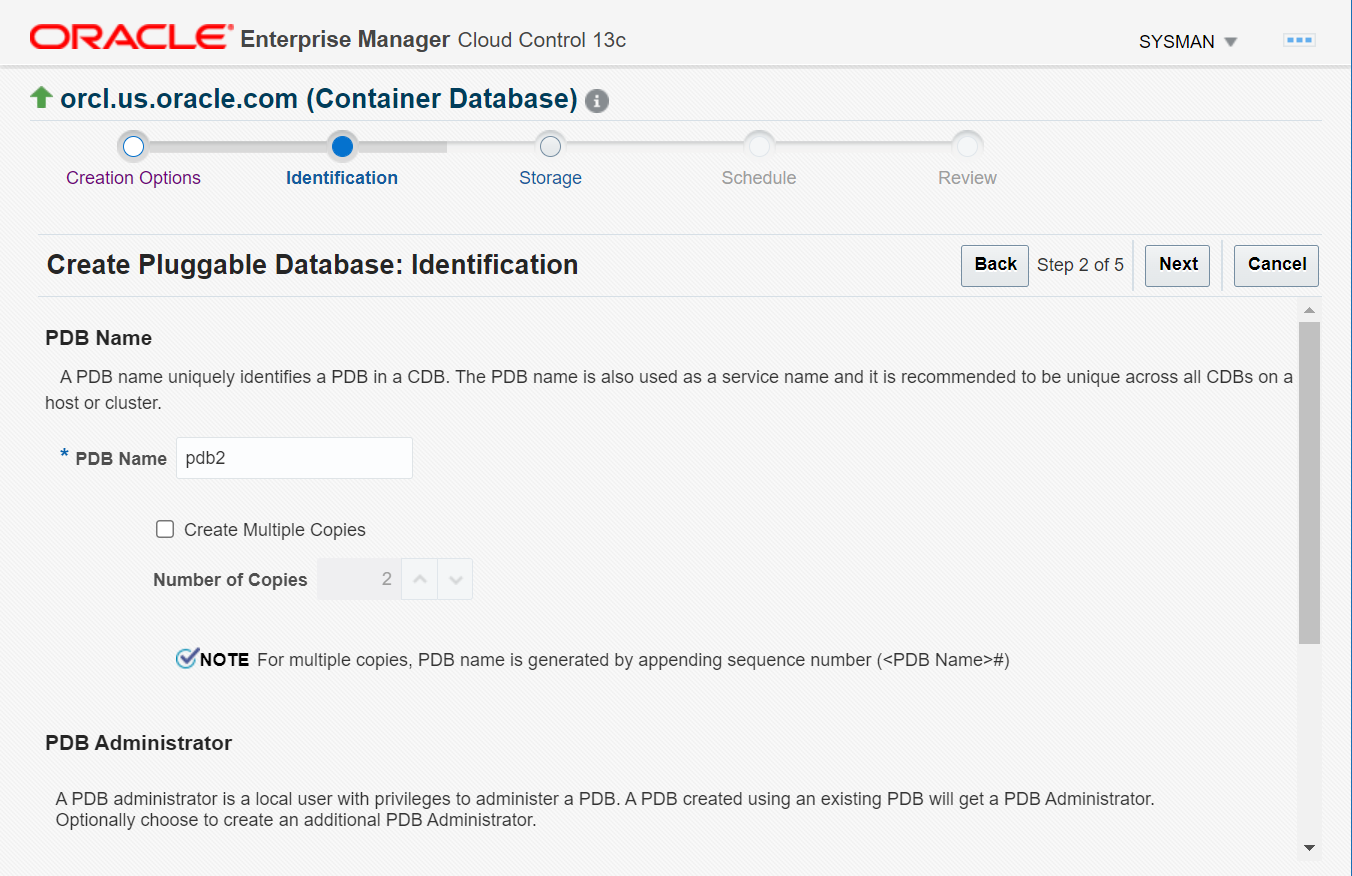 ORACLE® Enterprise Manager Cloud Control 13c
SYSMAN
orcl.us.oracle.com (Container Database)
Creation Options
Identification
Storage
Schedule
Review
Create Pluggable Database: Identification
Back
Step 2 of 5
Next
Cancel
PDB Name
A PDB name uniquely identifies a PDB in a CDB. The PDB name is also used as a service name and it is recommended to be unique across all CDBs on a
host or cluster.
* PDB Name pdb2
Create Multiple Copies
Number of Copies 2
NOTE For multiple copies, PDB name is generated by appending sequence number (<PDB Name>#)
PDB Administrator
A PDB administrator is a local user with privileges to administer a PDB. A PDB created using an existing PDB will get a PDB Administrator.
Optionally choose to create an additional PDB Administrator.